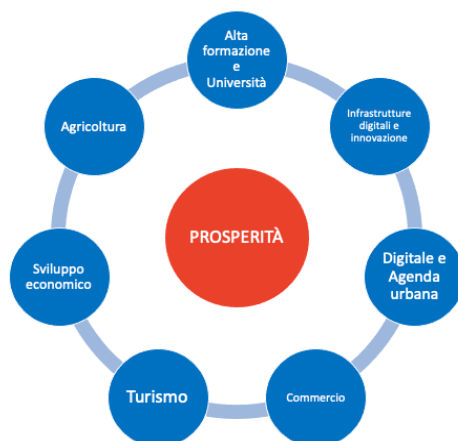 Alta
formazione
e
Università
Infrastrutture
digitali e
innovazione
Digitale e
Agenda
urbana
Commercio
Turismo
Sviluppo
economico
Agricoltura
PROSPERITÀ